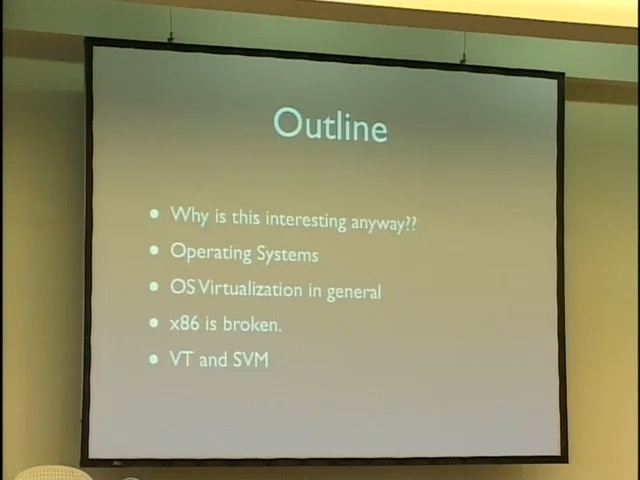 Outline
• Why is this interesting anyway??
• Operating Systems
• OS Virtualization in general
• x86 is broken.
• VT and SVM